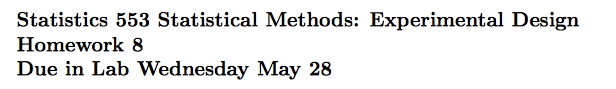 Statistics 553 Statistical Methods: Experimental Design
Homework 8
Due in Lab Wednesday May 28